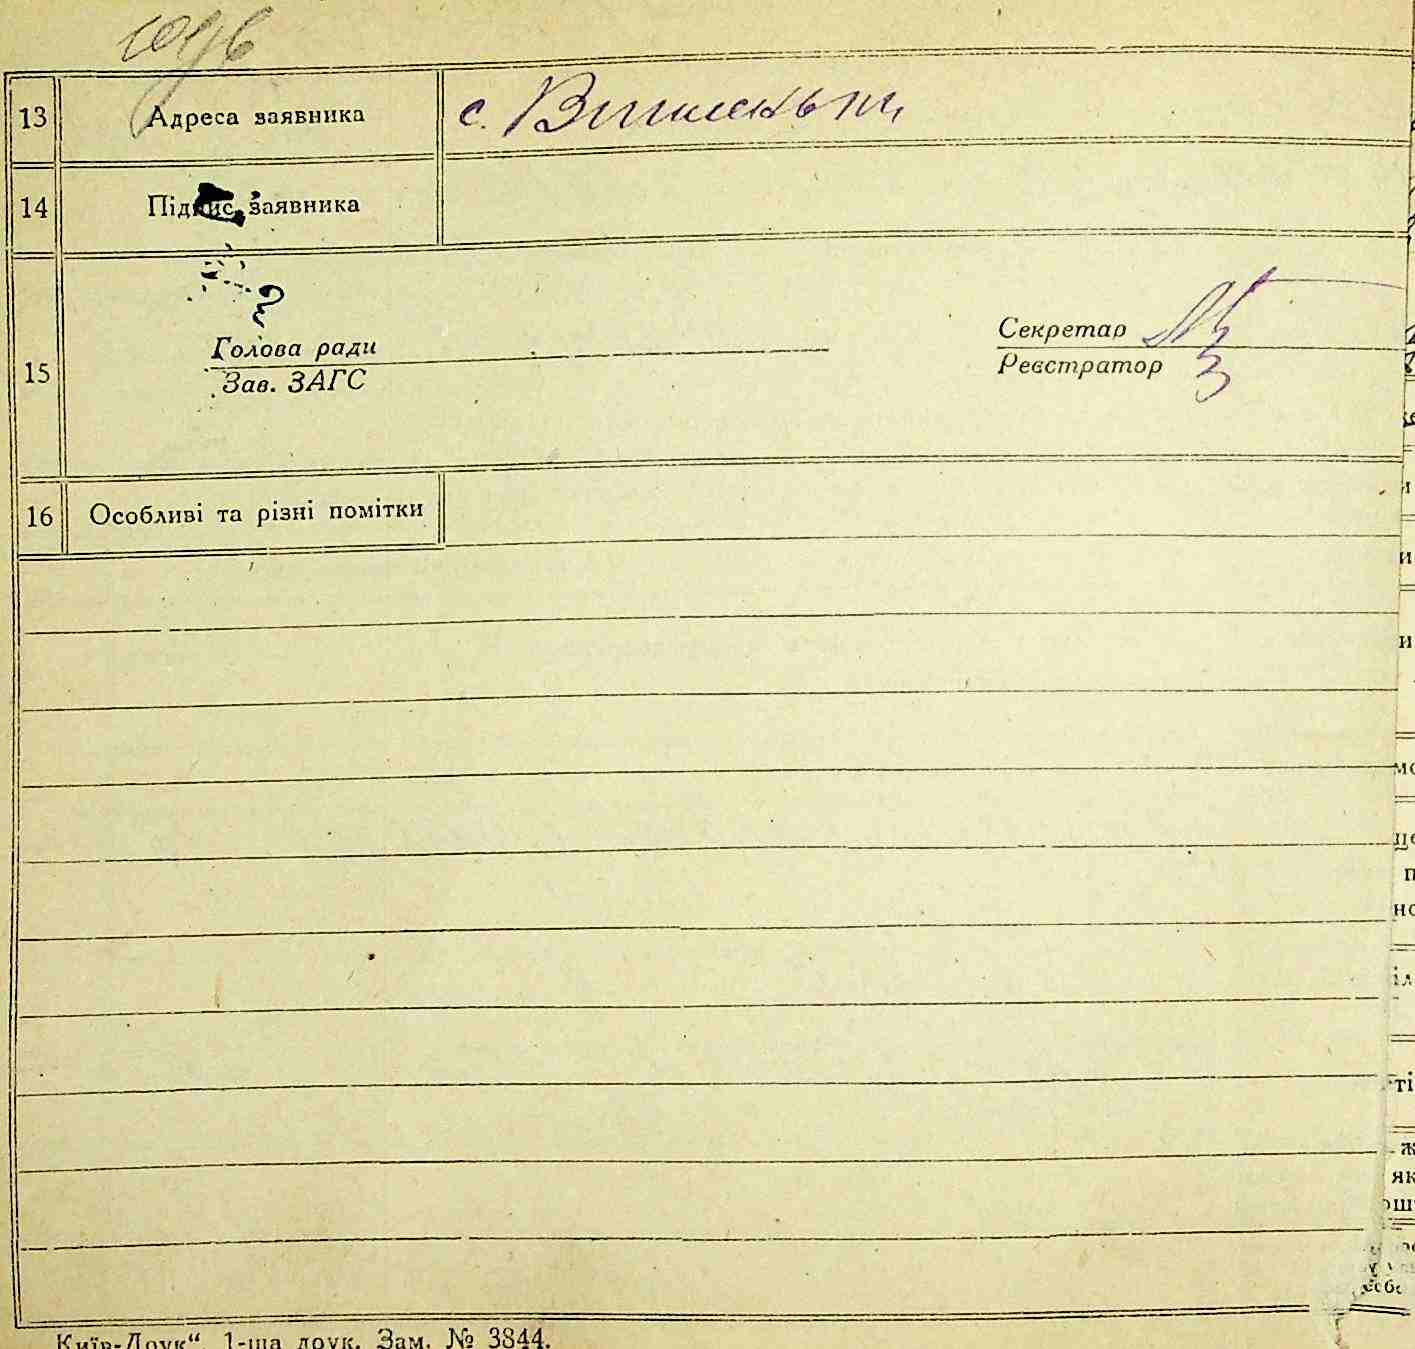 13 Адреса заявника с. Вишеньки
14 Підпис заявника
15
Голова ради
Зав. ЗАГС
Секретар
Реєстратор
16 Особливі та різні помітки
Київ-Друк“. 1-ша друк. Зам. № 3844.